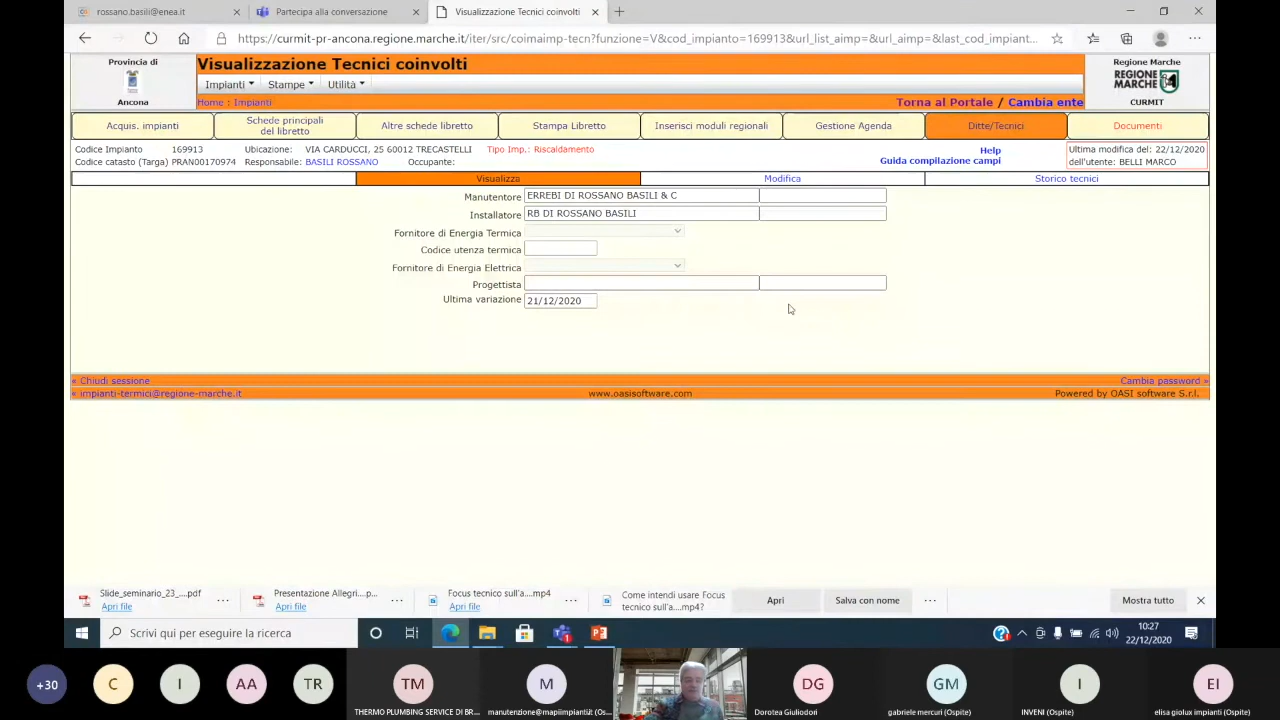 rossano.basili@enea.it
Partecipa alla conversazione
Visualizzazione Tecnici coinvolti
https://curmit-pr-ancona.regione.marche.it/iter/src/coimaimp-tecn?funzione=V&cod_impianto=169913&url_list_aimp=&url_aimp=&last_cod_impiant...
Provincia di
Ancona
Visualizzazione Tecnici coinvolti
Regione Marche
REGIONE
MARCHE
CURMIT
Impianti Stampe Utilità
Home : Impianti
Torna al Portale / Cambia ente
Acquis. impianti
Schede principali
del libretto
Altre schede libretto
Stampa Libretto
Inserisci moduli regionali
Gestione Agenda
Ditte/Tecnici
Documenti
Codice Impianto 169913 Ubicazione: VIA CARDUCCI, 25 60012 TRECASTELLI Tipo Imp.: Riscaldamento
Codice catasto (Targa) PRAN00170974 Responsabile: BASILI ROSSANO Occupante:
Help
Guida compilazione campi
Ultima modifica del: 22/12/2020
dell'utente: BELLI MARCO
Visualizza Modifica Storico tecnici
Manutentore ERREBI DI ROSSANO BASILI & C
Installatore RB DI ROSSANO BASILI
Fornitore di Energia Termica
Codice utenza termica
Fornitore di Energia Elettrica
Progettista
Ultima variazione 21/12/2020
« Chiudi sessione Cambia password »
« impianti-termici@regione-marche.it www.oasisoftware.com Powered by OASI software S.r.l.
Slide_seminario_23_....pdf
Apri file
Presentazione Allegri....p...
Apri file
Focus tecnico sull'a....mp4
Apri file
Come intendi usare Focus
tecnico sull'a....mp4?
Apri
Salva con nome
Mostra tutto
Scrivi qui per eseguire la ricerca
10:27
22/12/2020
+30 C I AA TR TM M DG GM I EI
THERMO PLUMBING SERVICE DI BR...
manutenzione@mapiimpianti.it (Os...
Dorotea Giuliodori
gabriele mercuri (Ospite)
INVENI (Ospite)
elisa giolux impianti (Ospite)